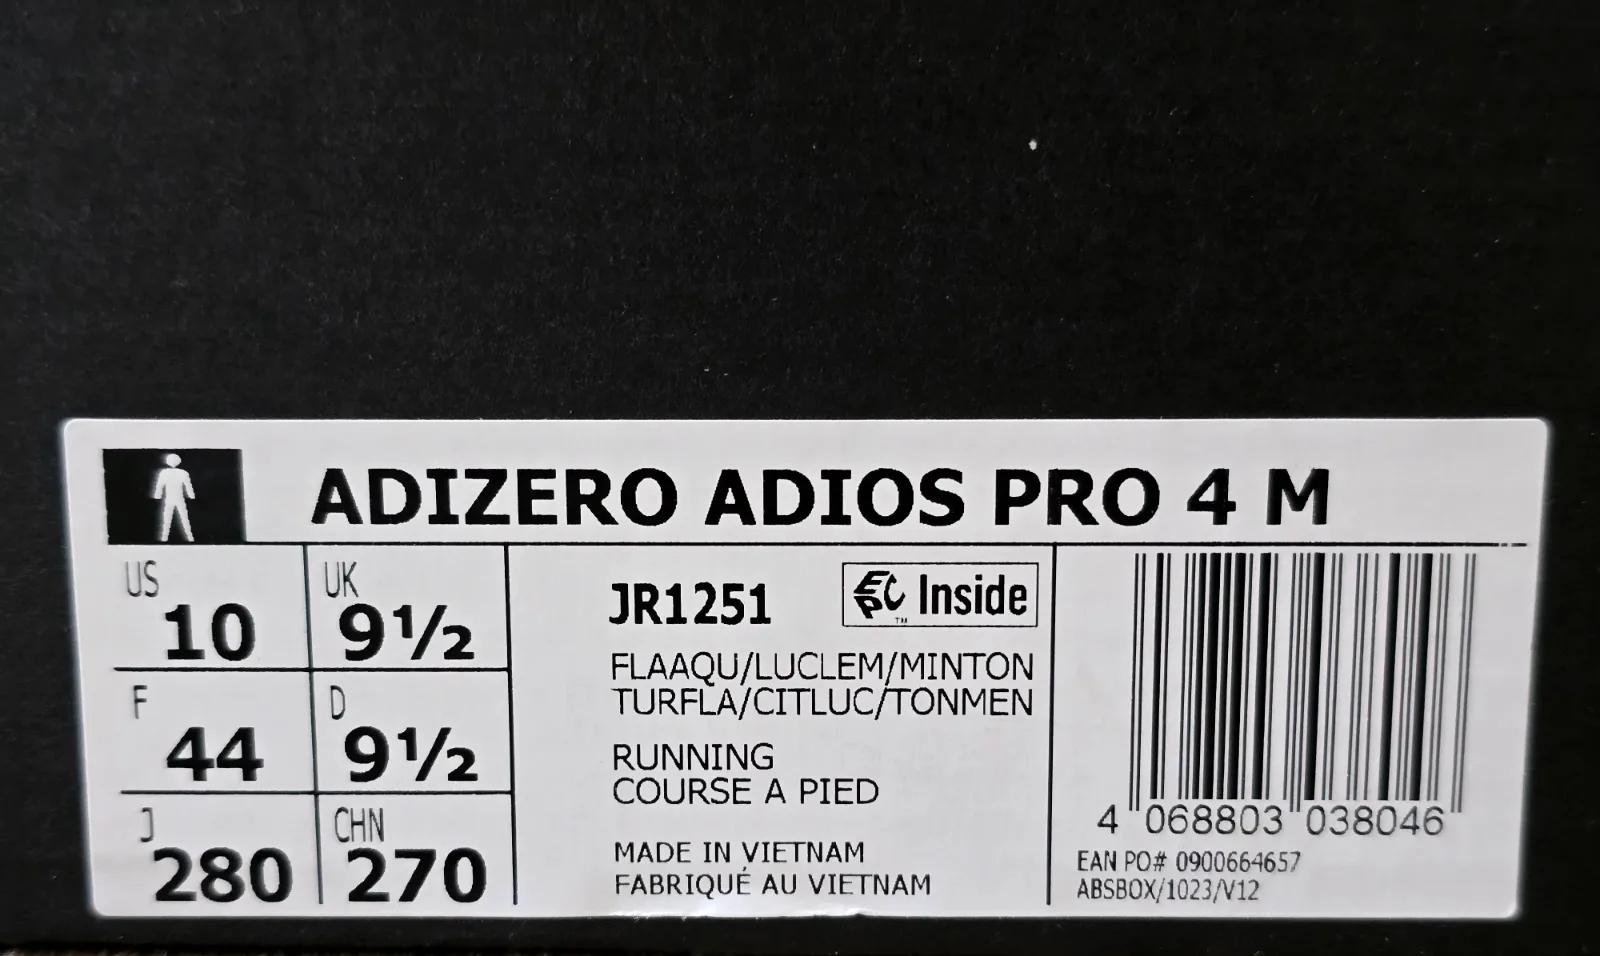 ADIZERO ADIOS PRO 4 M
US
10
UK
9½
F
44
D
9½
J
280
CHN
270
JR1251
EPC Inside
™
FLAAQU/LUCLEM/MINTON
TURFLA/CITLUC/TONMEN
RUNNING
COURSE A PIED
MADE IN VIETNAM
FABRIQUÉ AU VIETNAM
4 068803 038046
EAN PO# 0900664657
ABSBOX/1023/V12